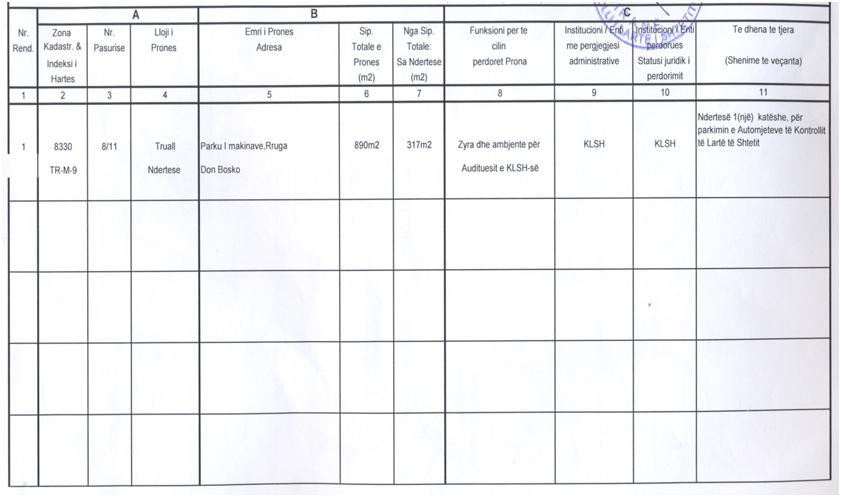 A B C
Nr.
Rend.
Zona
Kadastr. &
Indeksi i
Hartes
Nr.
Pasurise
Lloji i
Prones
Emri i Prones
Adresa
Sip.
Totale e
Prones
(m2)
Nga Sip.
Totale:
Sa Ndertese
(m2)
Funksioni per te
cilin
perdoret Prona
Institucioni / Enti
me pergjegjesi
administrative
Institucioni / Enti
perdorues
Statusi juridik i
perdorimit
Te dhena te tjera
(Shenime te veçanta)
1 2 3 4 5 6 7 8 9 10 11
1
8330
TR-M-9
8/11
Truall
Ndertese
Parku I makinave,Rruga
Don Bosko
890m2
317m2
Zyra dhe ambjente për
Audituesit e KLSH-së
KLSH
KLSH
Ndertesë 1(një) katëshe, për
parkimin e Automjeteve të Kontrollit
të Lartë të Shtetit